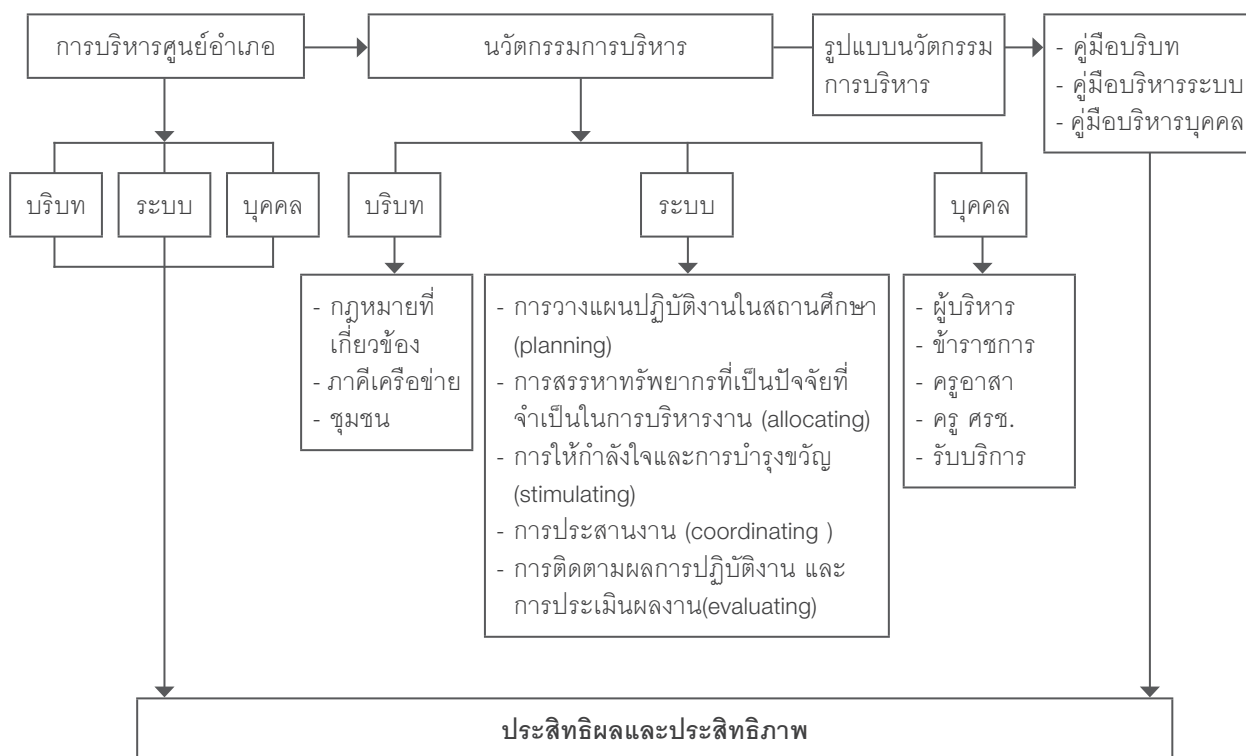 การบริหารศูนย์อำเภอ
นวัตกรรมการบริหาร
รูปแบบนวัตกรรม
การบริหาร
- คู่มือบริบท
- คู่มือบริหารระบบ
- คู่มือบริหารบุคคล
บริบท
ระบบ
บุคคล
บริบท
ระบบ
บุคคล
- กฎหมายที่
เกี่ยวข้อง
- ภาคีเครือข่าย
- ชุมชน
- การวางแผนปฏิบัติงานในสถานศึกษา
(planning)
- การสรรหาทรัพยากรที่เป็นปัจจัยที่
จำเป็นในการบริหารงาน (allocating)
- การให้กำลังใจและการบำรุงขวัญ
(stimulating)
- การประสานงาน (coordinating )
- การติดตามผลการปฏิบัติงาน และ
การประเมินผลงาน(evaluating)
- ผู้บริหาร
- ข้าราชการ
- ครูอาสา
- ครู ศรช.
- รับบริการ
ประสิทธิผลและประสิทธิภาพ